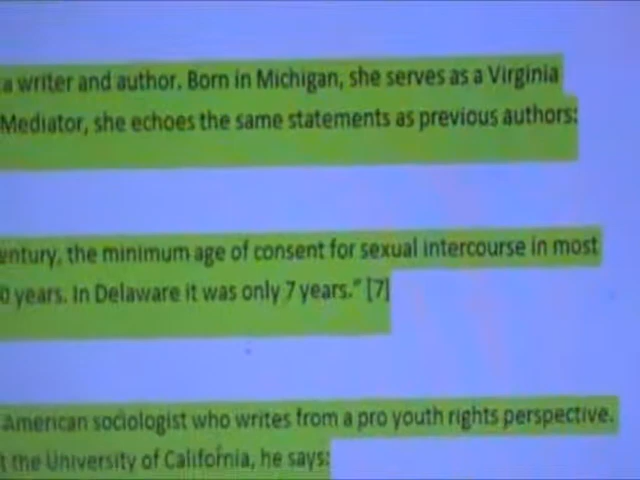 a writer and author. Born in Michigan, she serves as a Virginia
Mediator, she echoes the same statements as previous authors:
entury, the minimum age of consent for sexual intercourse in most
0 years. In Delaware it was only 7 years." [7]
American sociologist who writes from a pro youth rights perspective.
t the University of California, he says: